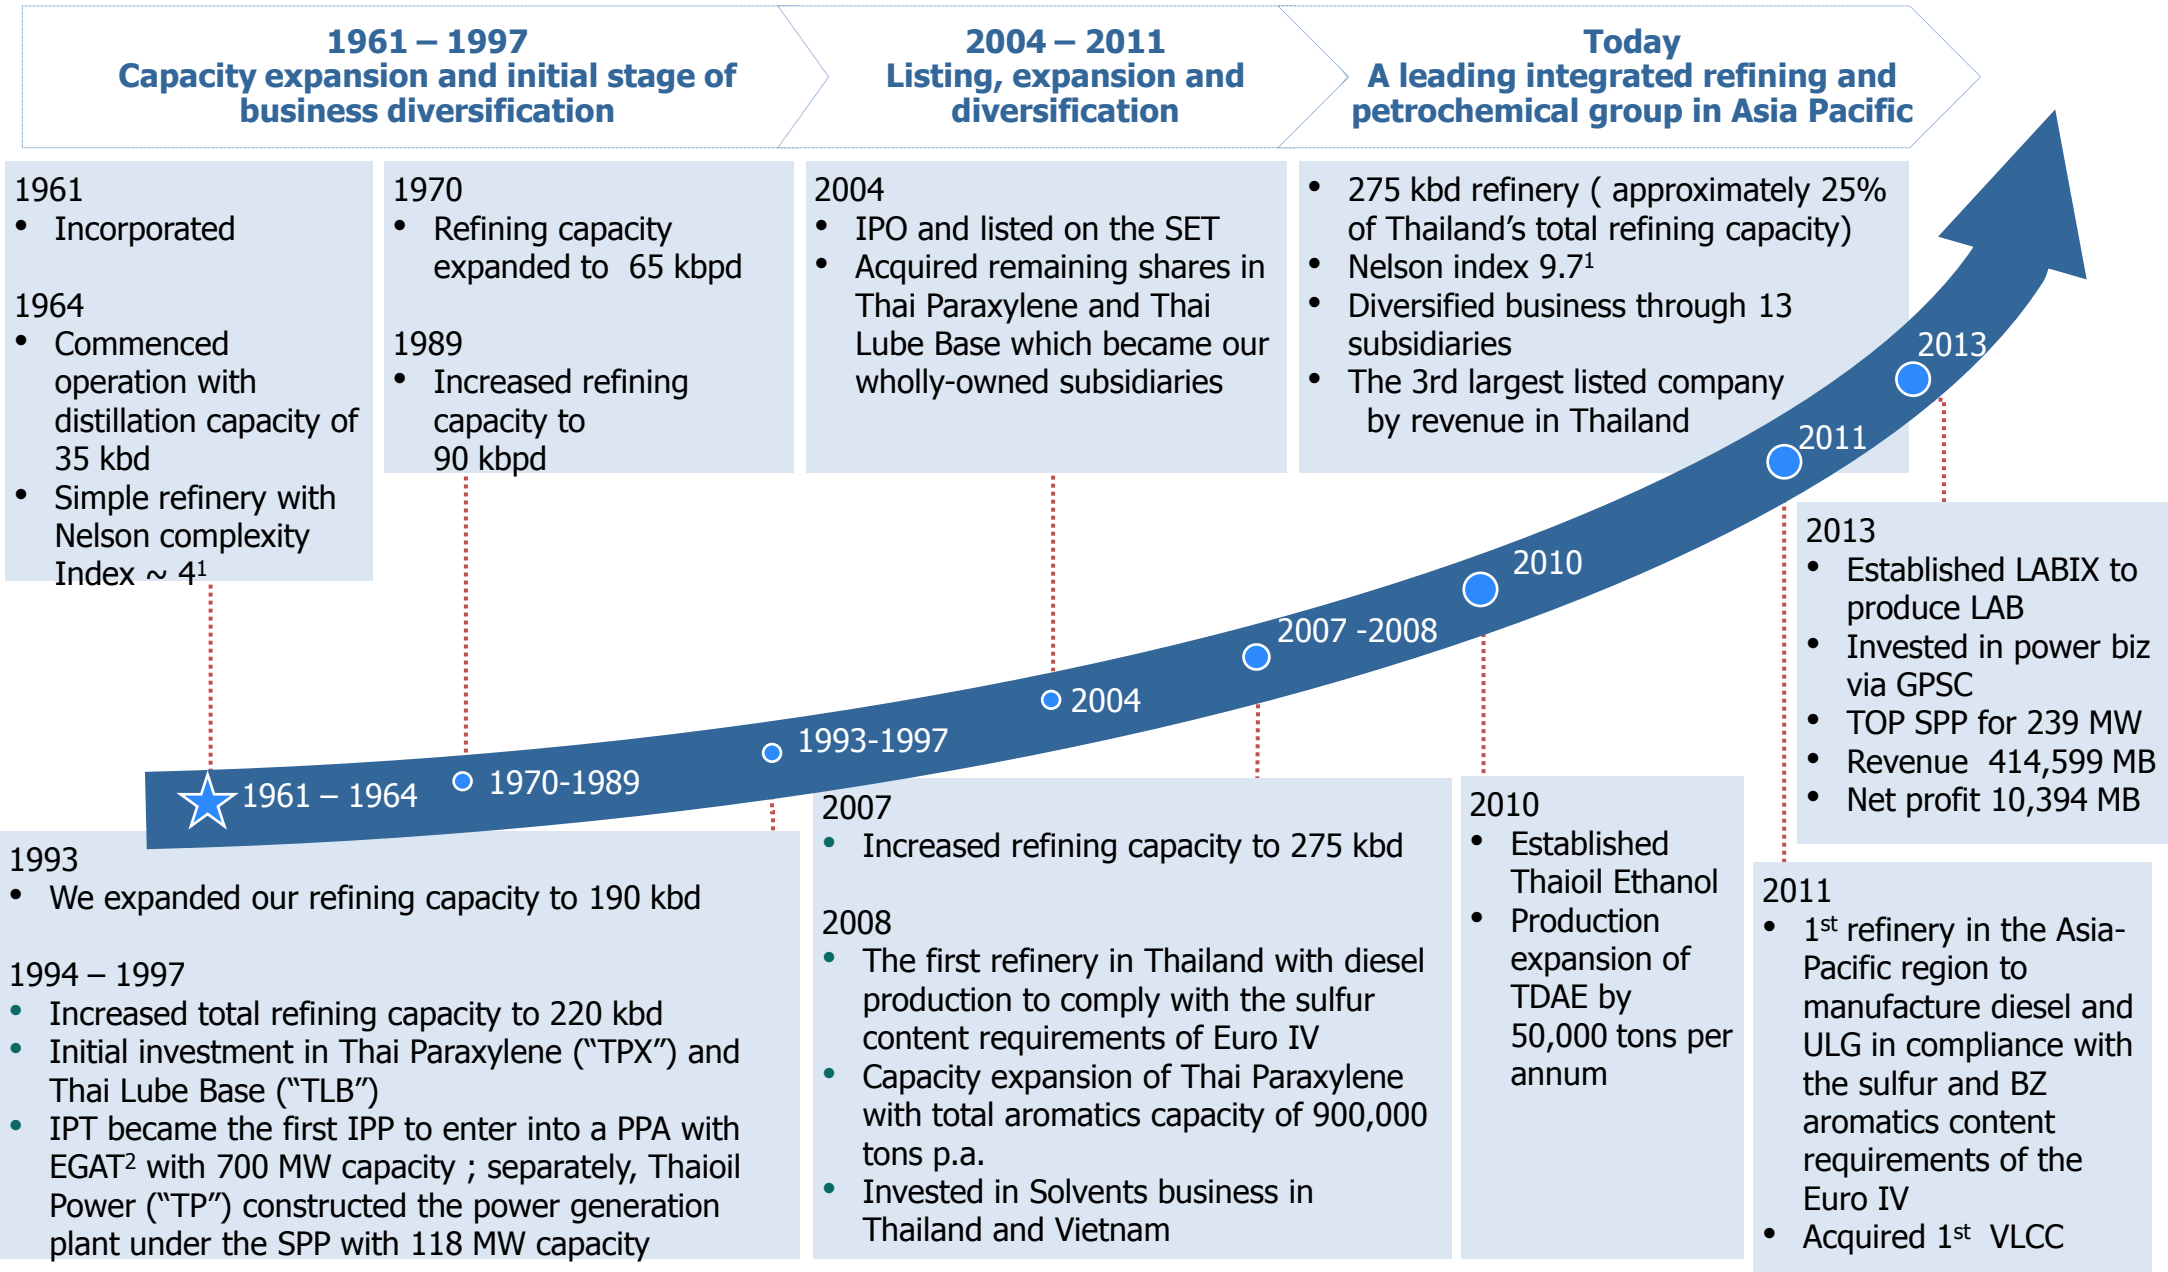 1961 – 1997
Capacity expansion and initial stage of
business diversification
2004 – 2011
Listing, expansion and
diversification
Today
A leading integrated refining and
petrochemical group in Asia Pacific
1961
• Incorporated
1964
• Commenced
operation with
distillation capacity of
35 kbd
• Simple refinery with
Nelson complexity
Index ~ 4¹
1970
• Refining capacity
expanded to 65 kbpd
1989
• Increased refining
capacity to
90 kbpd
2004
• IPO and listed on the SET
• Acquired remaining shares in
Thai Paraxylene and Thai
Lube Base which became our
wholly-owned subsidiaries
• 275 kbd refinery ( approximately 25%
of Thailand’s total refining capacity)
• Nelson index 9.7¹
• Diversified business through 13
subsidiaries
• The 3rd largest listed company
by revenue in Thailand
1961 – 1964
1970-1989
1993-1997
2004
2007 -2008
2010
2011
2013
1993
• We expanded our refining capacity to 190 kbd
1994 – 1997
• Increased total refining capacity to 220 kbd
• Initial investment in Thai Paraxylene (“TPX”) and
Thai Lube Base (“TLB”)
• IPT became the first IPP to enter into a PPA with
EGAT² with 700 MW capacity ; separately, Thaioil
Power (“TP”) constructed the power generation
plant under the SPP with 118 MW capacity
2007
• Increased refining capacity to 275 kbd
2008
• The first refinery in Thailand with diesel
production to comply with the sulfur
content requirements of Euro IV
• Capacity expansion of Thai Paraxylene
with total aromatics capacity of 900,000
tons p.a.
• Invested in Solvents business in
Thailand and Vietnam
2010
• Established
Thaioil Ethanol
• Production
expansion of
TDAE by
50,000 tons per
annum
2011
• 1st refinery in the Asia-
Pacific region to
manufacture diesel and
ULG in compliance with
the sulfur and BZ
aromatics content
requirements of the
Euro IV
• Acquired 1st VLCC
2013
• Established LABIX to
produce LAB
• Invested in power biz
via GPSC
• TOP SPP for 239 MW
• Revenue 414,599 MB
• Net profit 10,394 MB